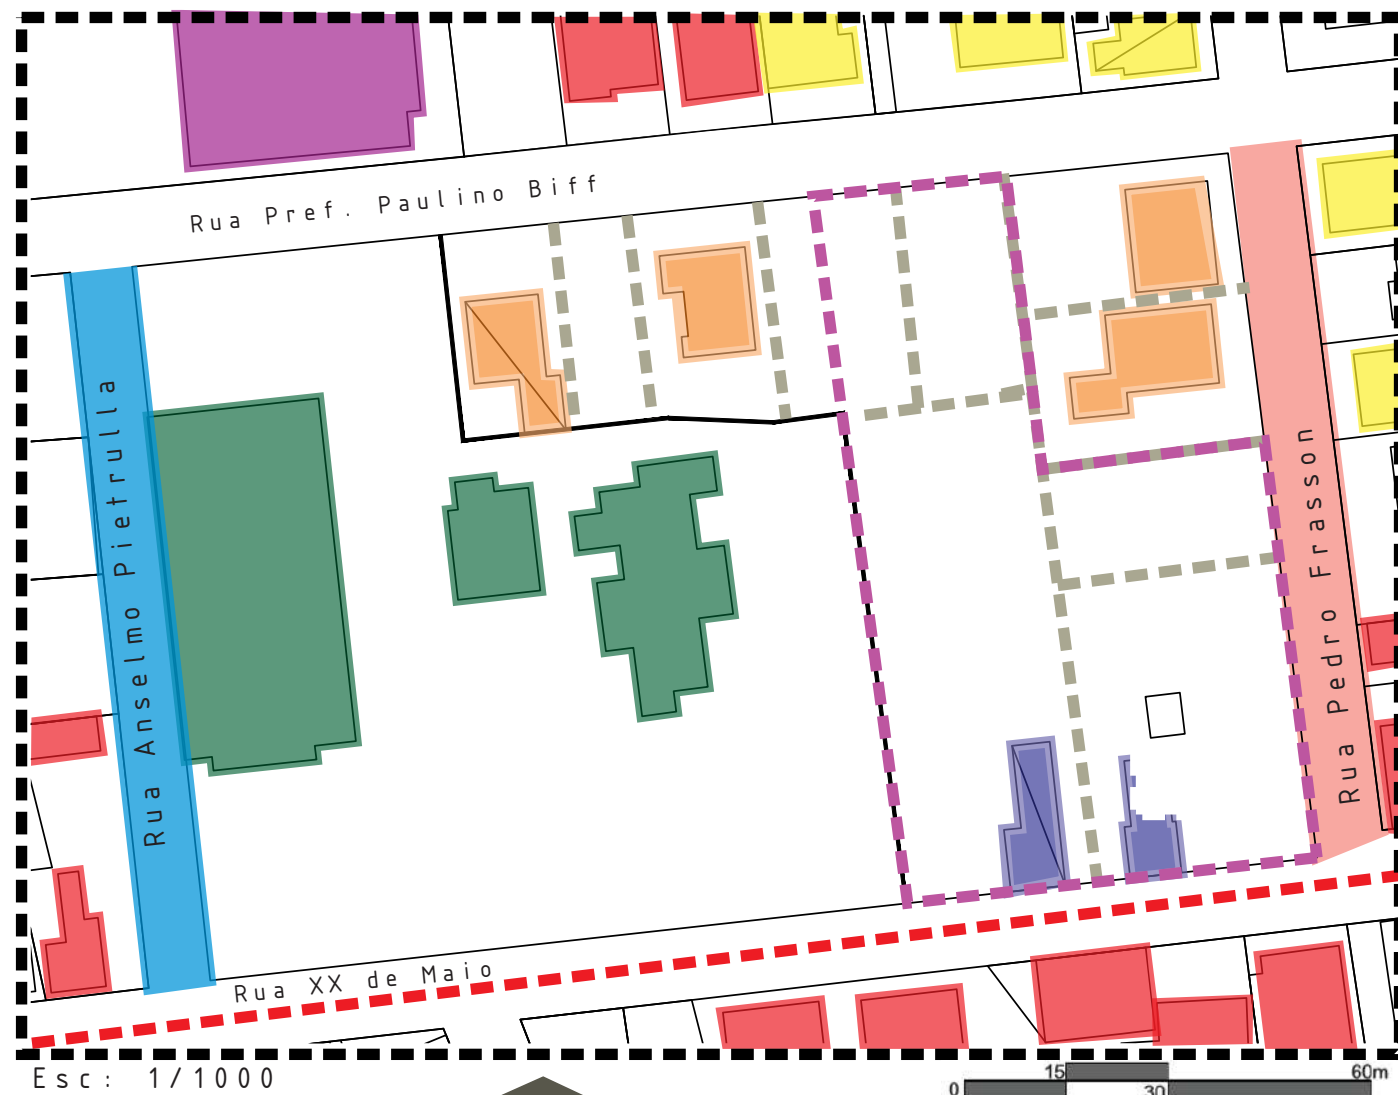 Rua Pref. Paulino Biff
Rua Anselmo Pietrulla
Rua Pedro Frasson
Rua XX de Maio
Esc: 1/1000
15
60m
0
30